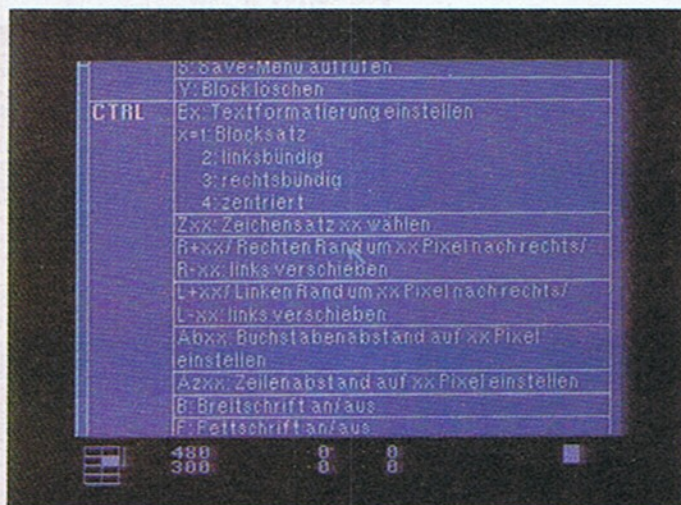 S: Save-Menü aufrufen
V: Block löschen
CTRL Ex: Textformatierung einstellen
x=1: Blocksatz
2: linksbündig
3: rechtsbündig
4: zentriert
Zxx: Zeichensatz xx wählen
R+xx/ Rechten Rand um xx Pixel nach rechts/
R-xx: links verschieben
L+xx/ Linken Rand um xx Pixel nach rechts/
L-xx: links verschieben
Abxx: Buchstabenabstand auf xx Pixel
einstellen
Azxx: Zeilenabstand auf xx Pixel einstellen
B: Breitschrift an/aus
F: Fettschrift an/aus
480 0 0
300 0 0